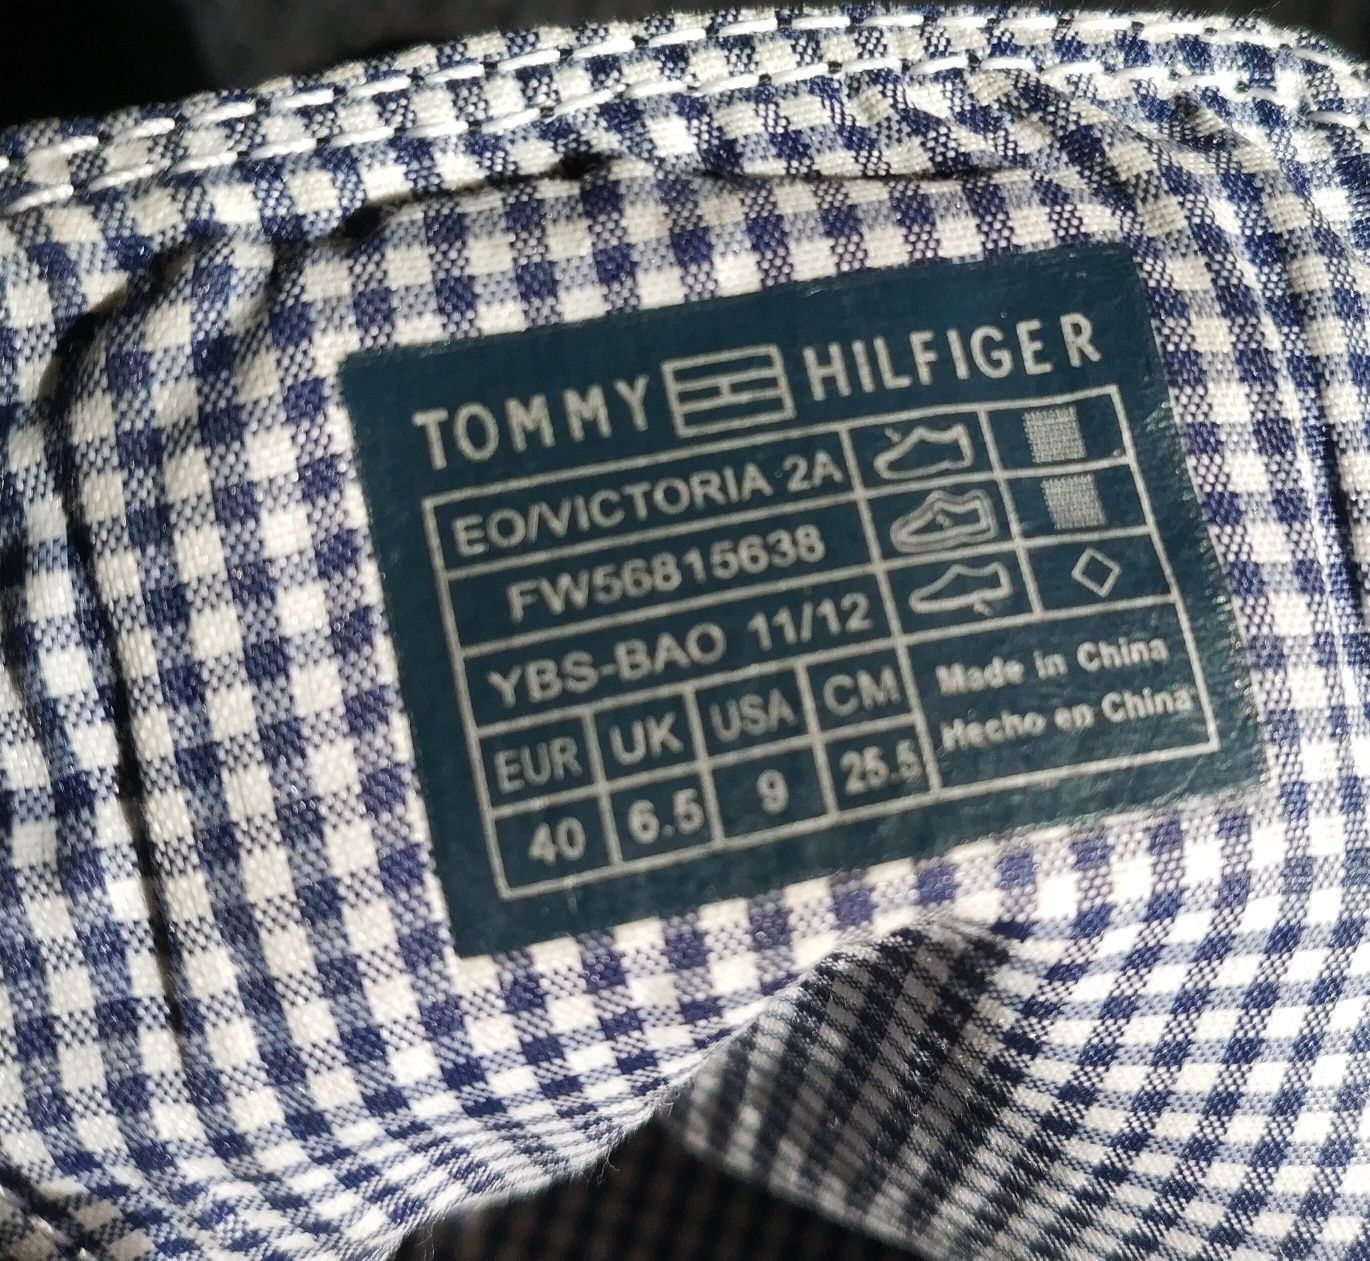 TOMMY HILFIGER
EO/VICTORIA 2A
FW56815638
YBS-BAO 11/12
EUR UK USA CM
40 6.5 9 25.5
Made in China
Hecho en China